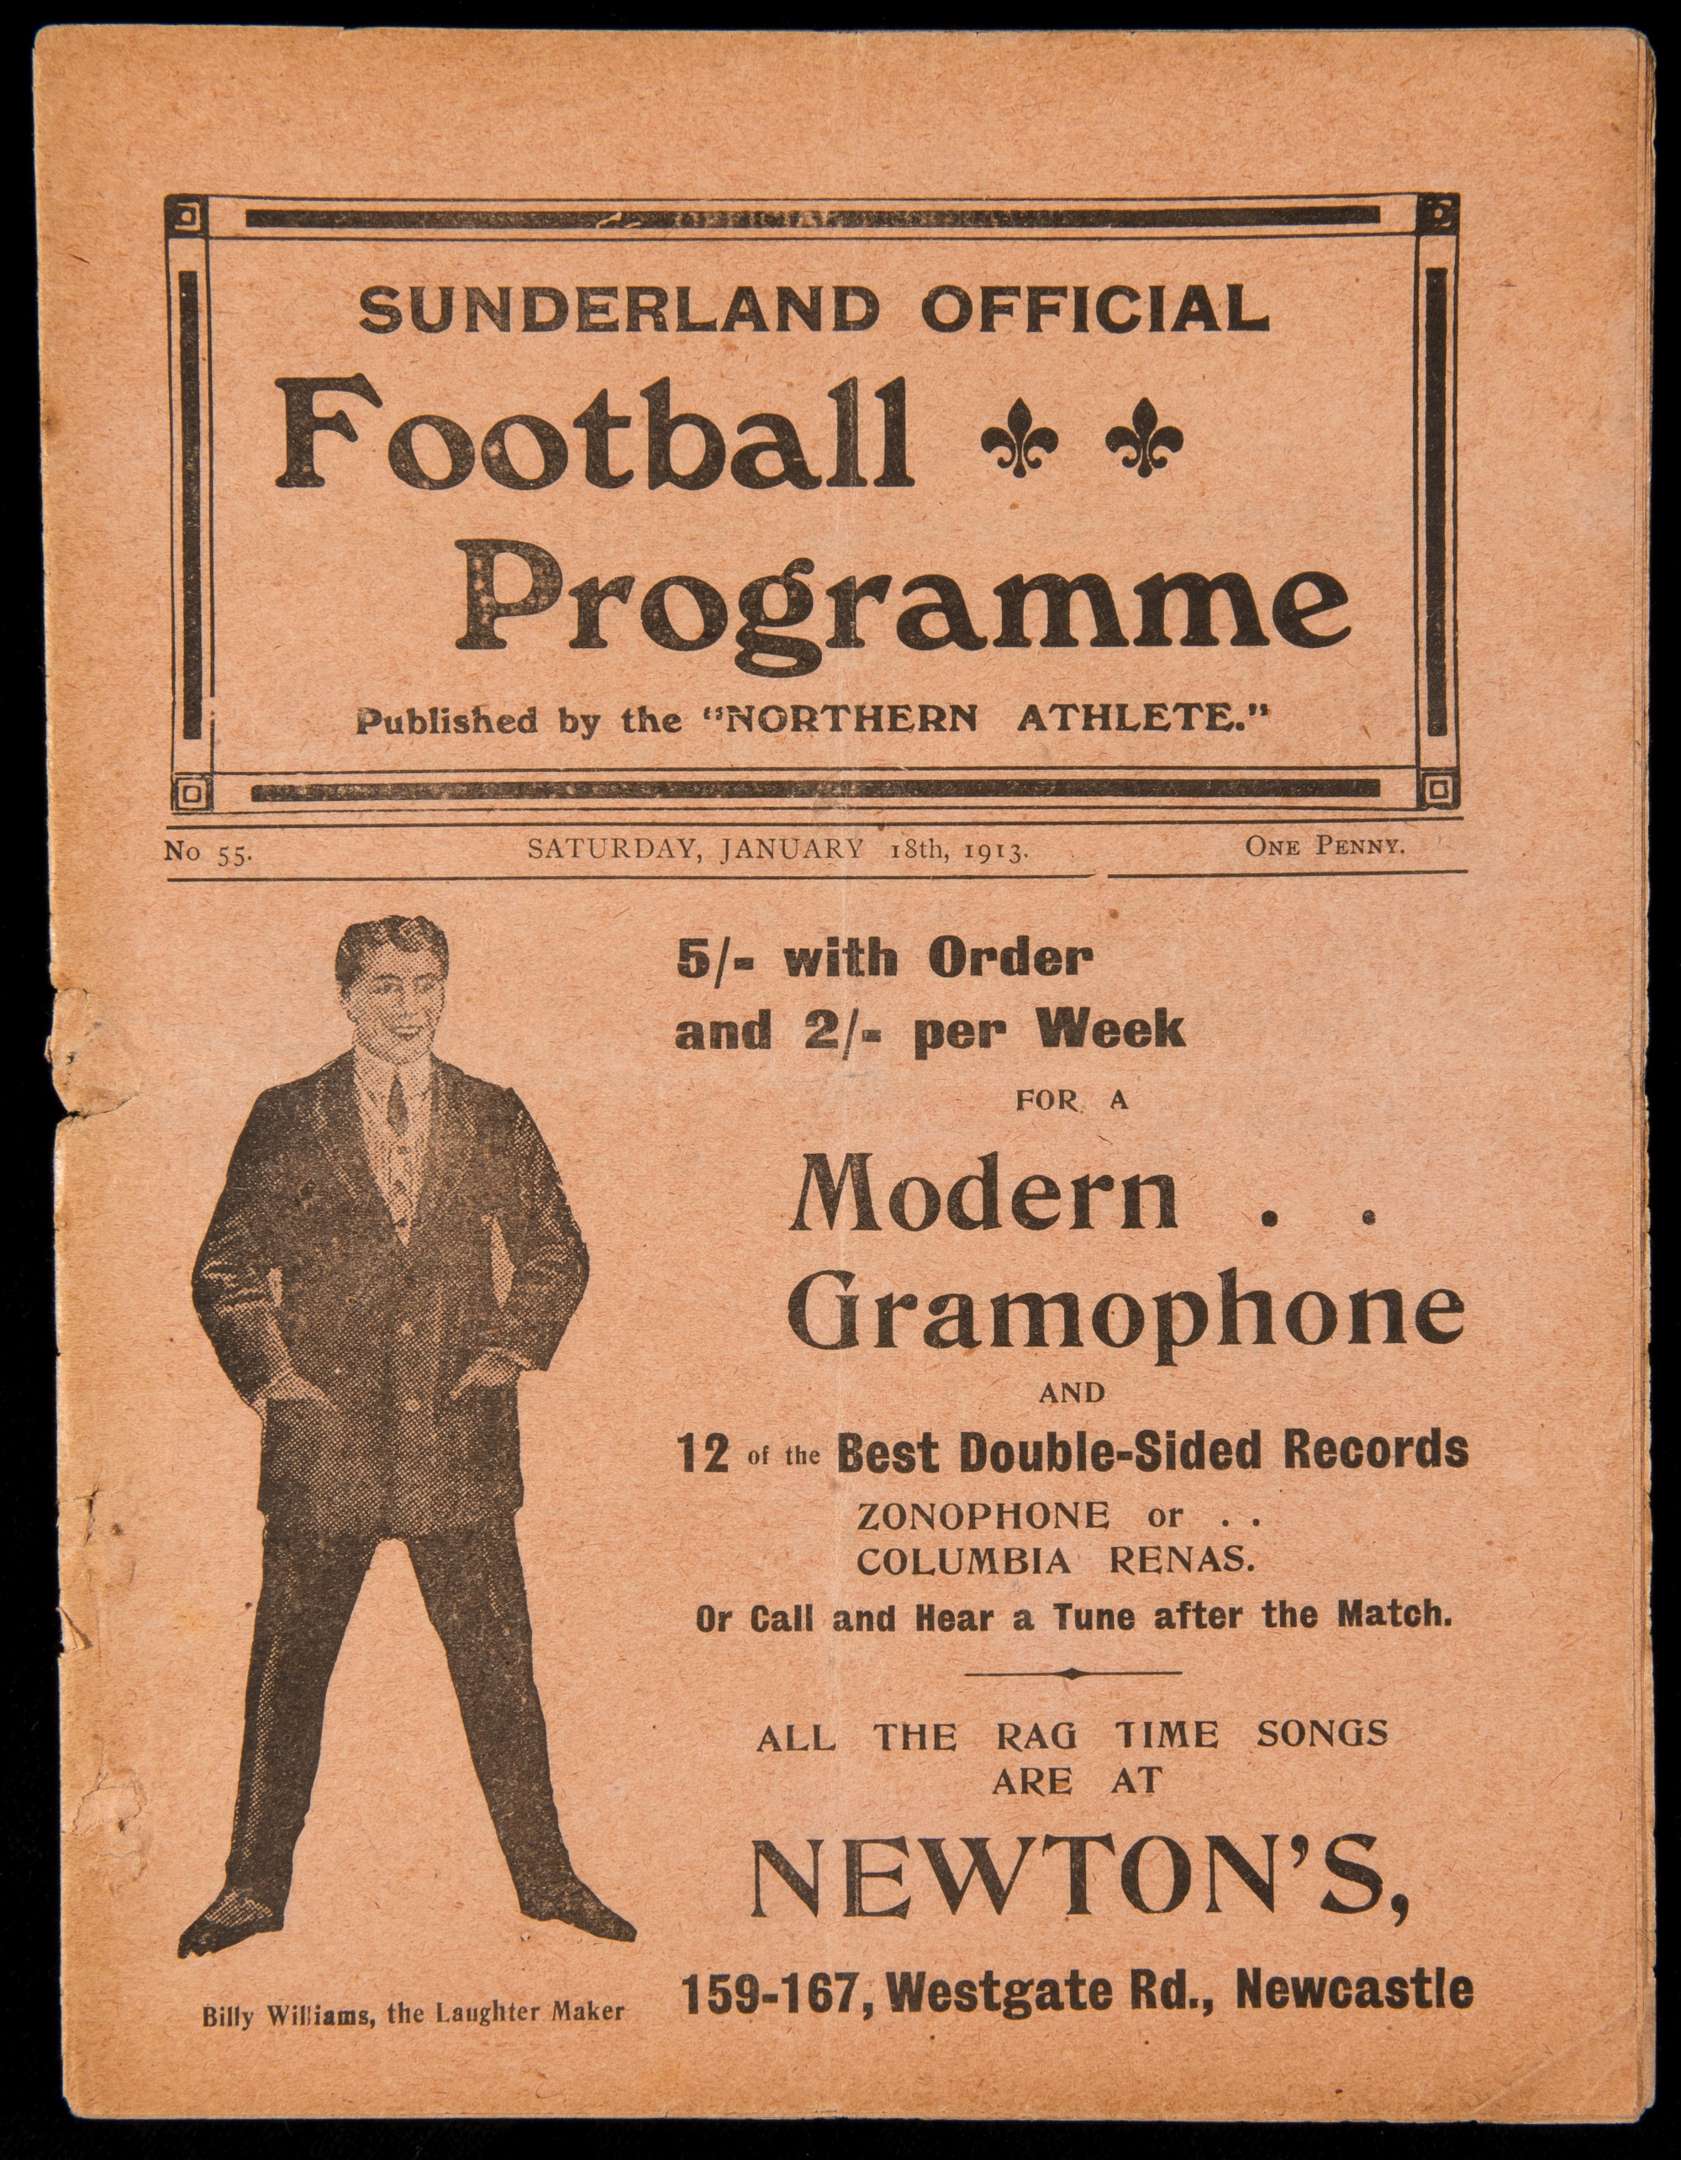 SUNDERLAND OFFICIAL
Football
Programme
Published by the "NORTHERN ATHLETE."
No 55. SATURDAY, JANUARY 18th, 1913. ONE PENNY.
5/- with Order
and 2/- per Week
FOR A
Modern . .
Gramophone
AND
12 of the Best Double-Sided Records
ZONOPHONE or . .
COLUMBIA RENAS.
Or Call and Hear a Tune after the Match.
ALL THE RAG TIME SONGS
ARE AT
NEWTON'S,
159-167, Westgate Rd., Newcastle
Billy Williams, the Laughter Maker